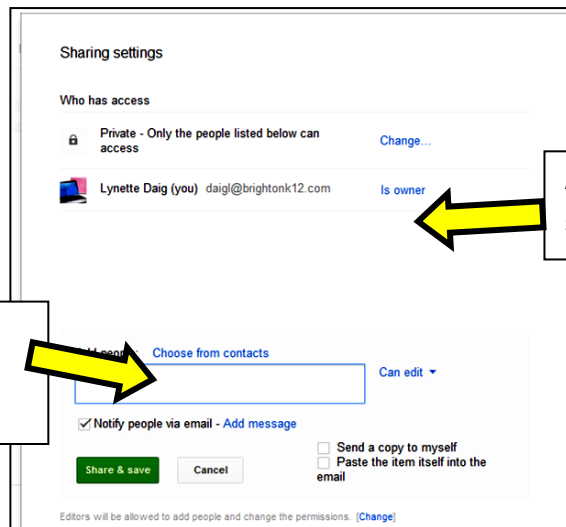 Sharing settings
Who has access
Private - Only the people listed below can
access
Change...
Lynette Daig (you) daigl@brightonk12.com Is owner
Choose from contacts
Can edit
Notify people via email - Add message
Send a copy to myself
Paste the item itself into the
email
Share & save Cancel
Editors will be allowed to add people and change the permissions. [Change]